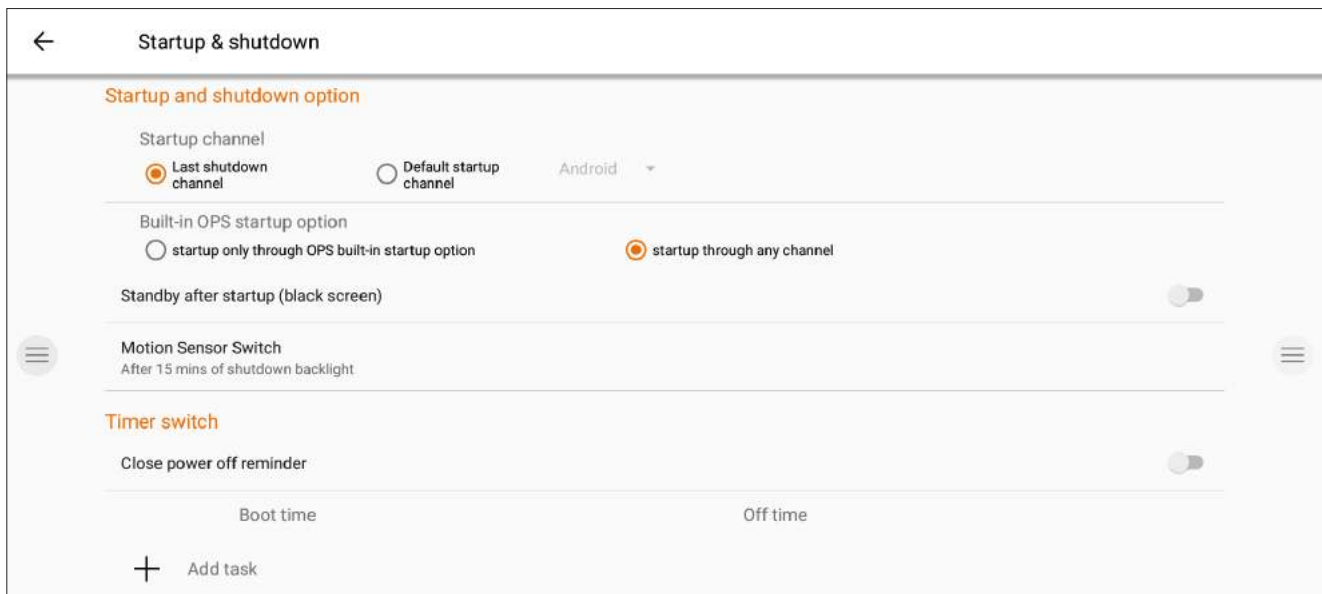 Startup & shutdown
Startup and shutdown option
Startup channel
Last shutdown
channel
Default startup
channel
Android
Built-in OPS startup option
startup only through OPS built-in startup option
startup through any channel
Standby after startup (black screen)
Motion Sensor Switch
After 15 mins of shutdown backlight
Timer switch
Close power off reminder
Boot time
Off time
Add task